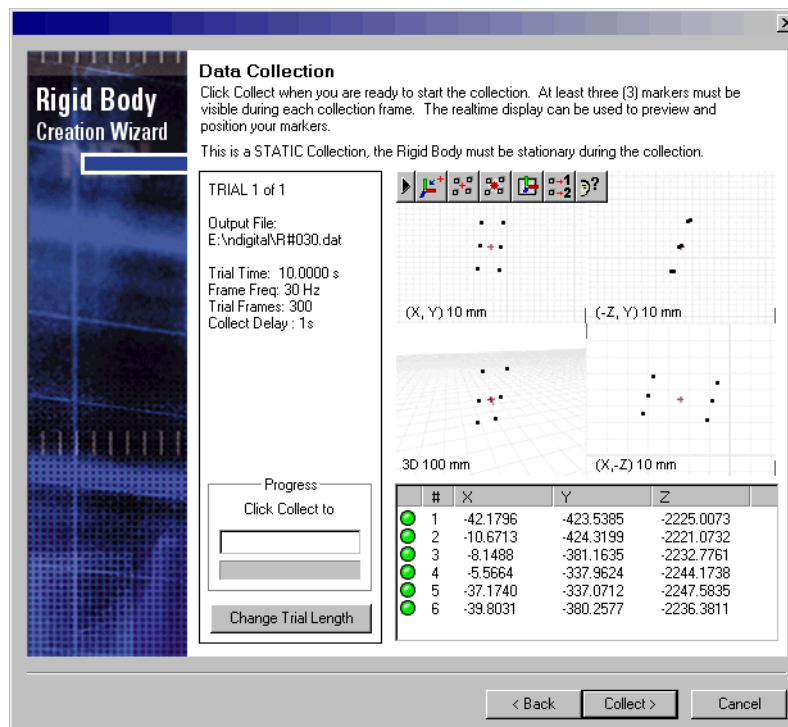 Rigid Body
Creation Wizard
Data Collection
Click Collect when you are ready to start the collection. At least three (3) markers must be
visible during each collection frame. The realtime display can be used to preview and
position your markers.
This is a STATIC Collection, the Rigid Body must be stationary during the collection.
TRIAL 1 of 1
Output File:
E:\ndigital\R#030.dat
Trial Time: 10.0000 s
Frame Freq: 30 Hz
Trial Frames: 300
Collect Delay : 1s
Progress
Click Collect to
Change Trial Length
(X, Y) 10 mm
(-Z, Y) 10 mm
3D 100 mm
(X,-Z) 10 mm
# X Y Z
1 -42.1796 -423.5385 -2225.0073
2 -10.6713 -424.3199 -2221.0732
3 -8.1488 -381.1635 -2232.7761
4 -5.5664 -337.9624 -2244.1738
5 -37.1740 -337.0712 -2247.5835
6 -39.8031 -380.2577 -2236.3811
< Back
Collect >
Cancel